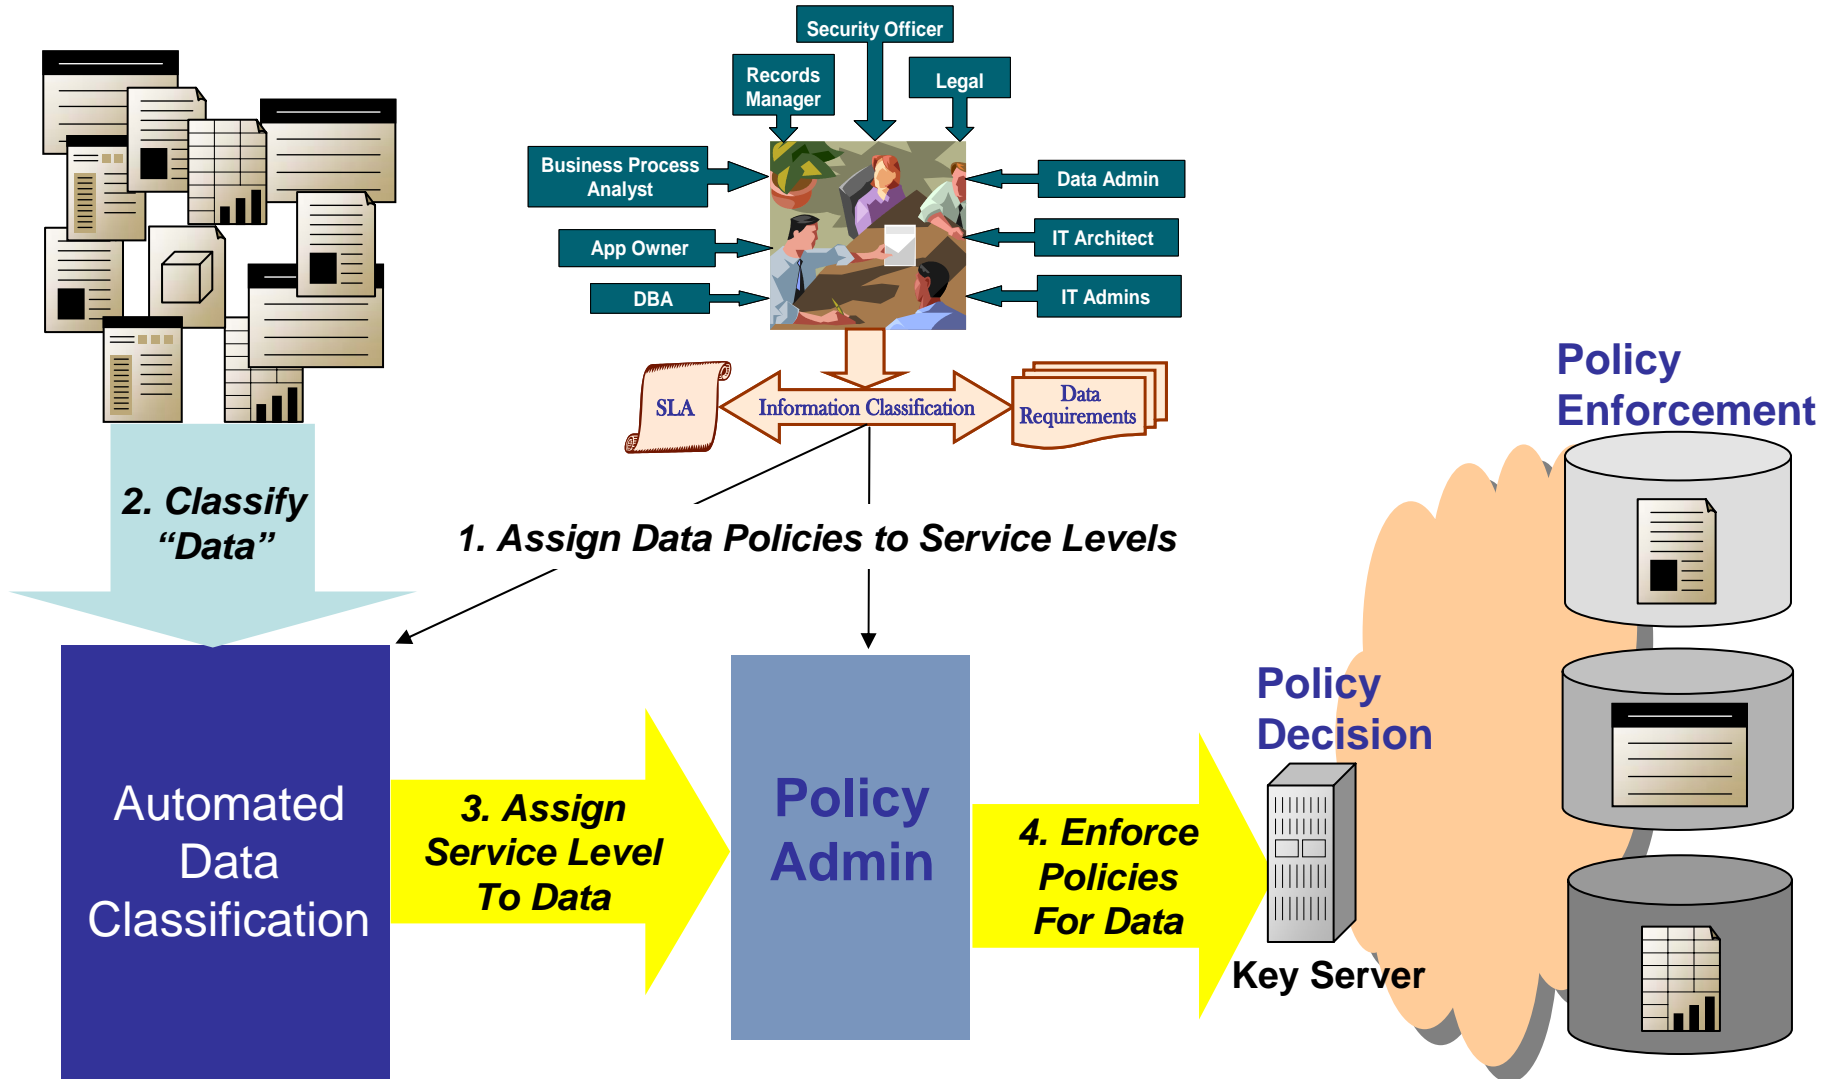 Security Officer
Records
Manager
Legal
Business Process
Analyst
Data Admin
App Owner
IT Architect
DBA
IT Admins
SLA
Information Classification
Data
Requirements
Policy
Enforcement
2. Classify
“Data”
1. Assign Data Policies to Service Levels
Policy
Decision
Automated
Data
Classification
3. Assign
Service Level
To Data
Policy
Admin
4. Enforce
Policies
For Data
Key Server